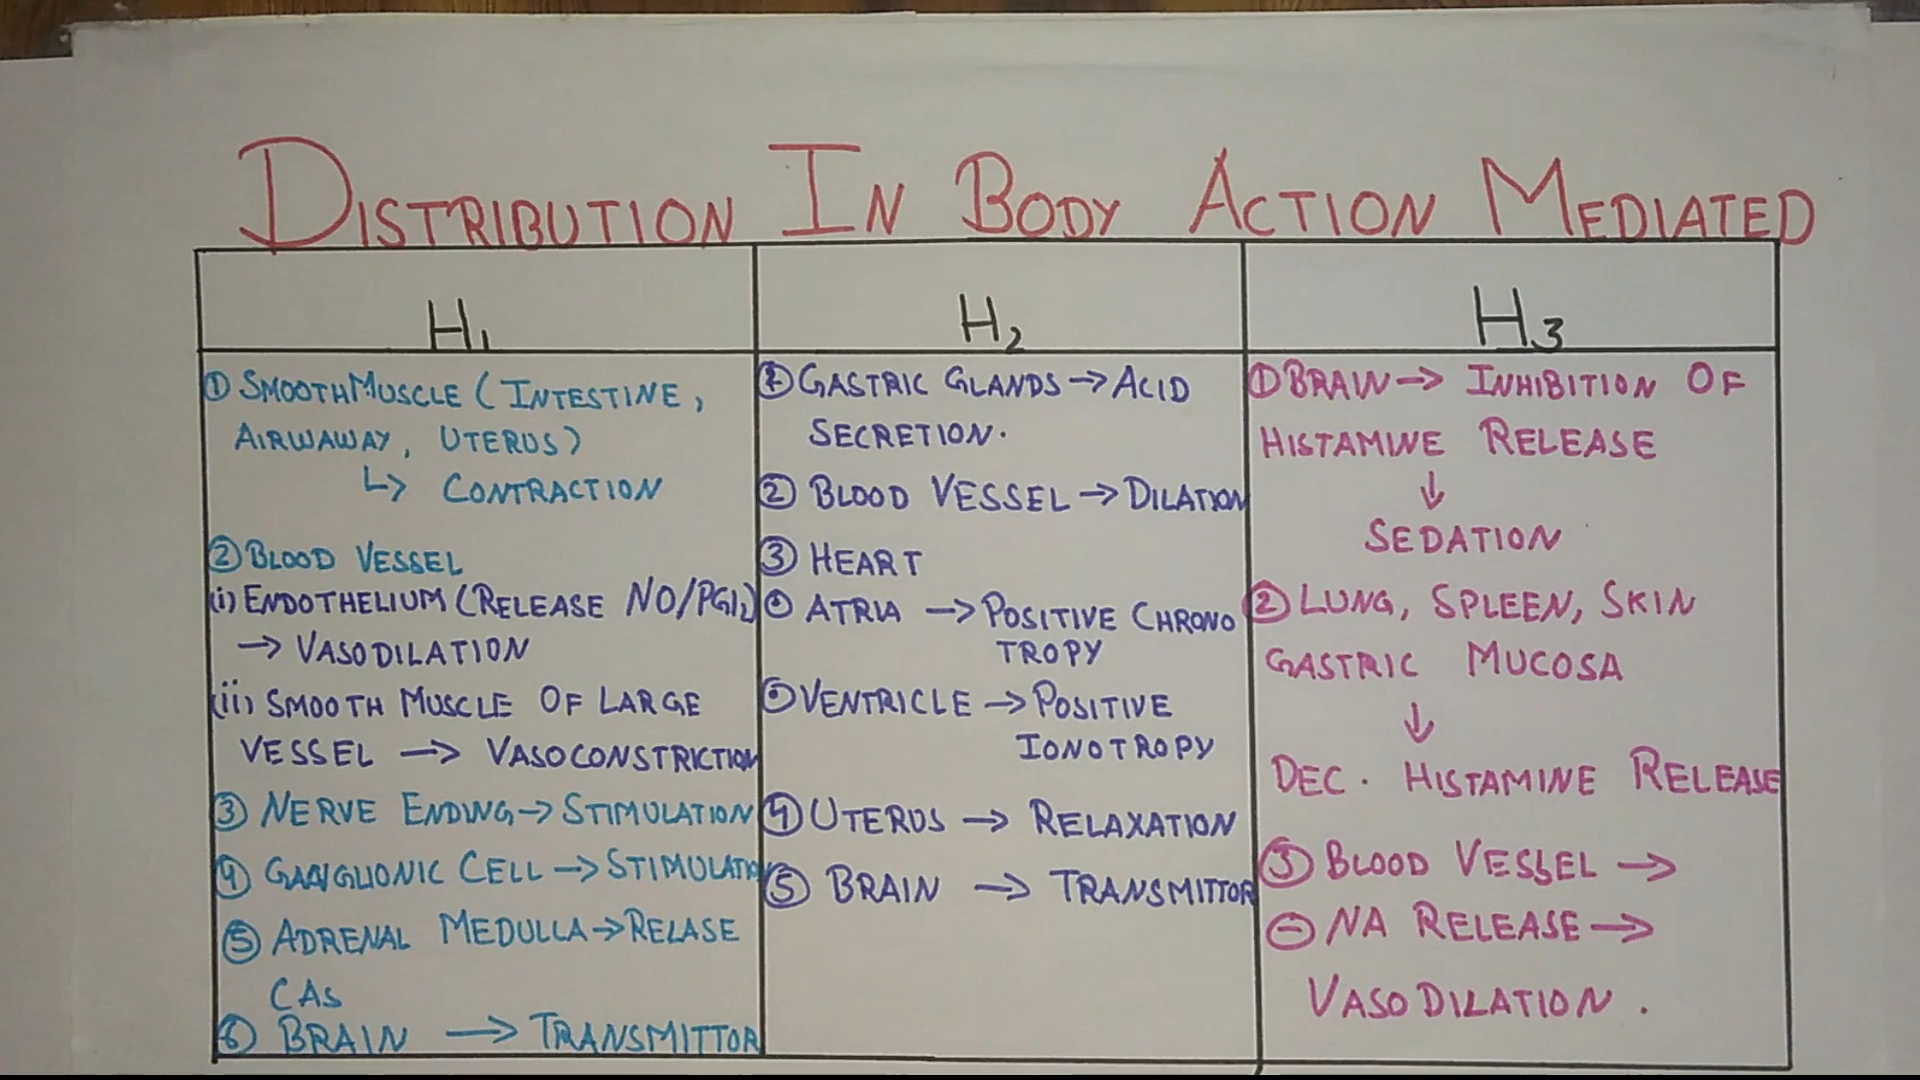 DISTRIBUTION IN BODY ACTION MEDIATED
H1
① SMOOTH MUSCLE (INTESTINE,
AIRWAWAY, UTERUS)
↳ CONTRACTION
② BLOOD VESSEL
(i) ENDOTHELIUM (RELEASE NO/PGI2)
→ VASODILATION
(ii) SMOOTH MUSCLE OF LARGE
VESSEL → VASOCONSTRICTION
③ NERVE ENDING → STIMULATION
④ GANGLIONIC CELL → STIMULATION
⑤ ADRENAL MEDULLA → RELASE
CAs
⑥ BRAIN → TRANSMITTOR
H2
① GASTRIC GLANDS → ACID
SECRETION.
② BLOOD VESSEL → DILATION
③ HEART
⊙ ATRIA → POSITIVE CHRONO
TROPY
⊙ VENTRICLE → POSITIVE
IONOTROPY
④ UTERUS → RELAXATION
⑤ BRAIN → TRANSMITTOR
H3
① BRAIN → INHIBITION OF
HISTAMINE RELEASE
↓
SEDATION
② LUNG, SPLEEN, SKIN
GASTRIC MUCOSA
↓
DEC. HISTAMINE RELEASE
③ BLOOD VESSEL →
⊖ NA RELEASE →
VASODILATION.